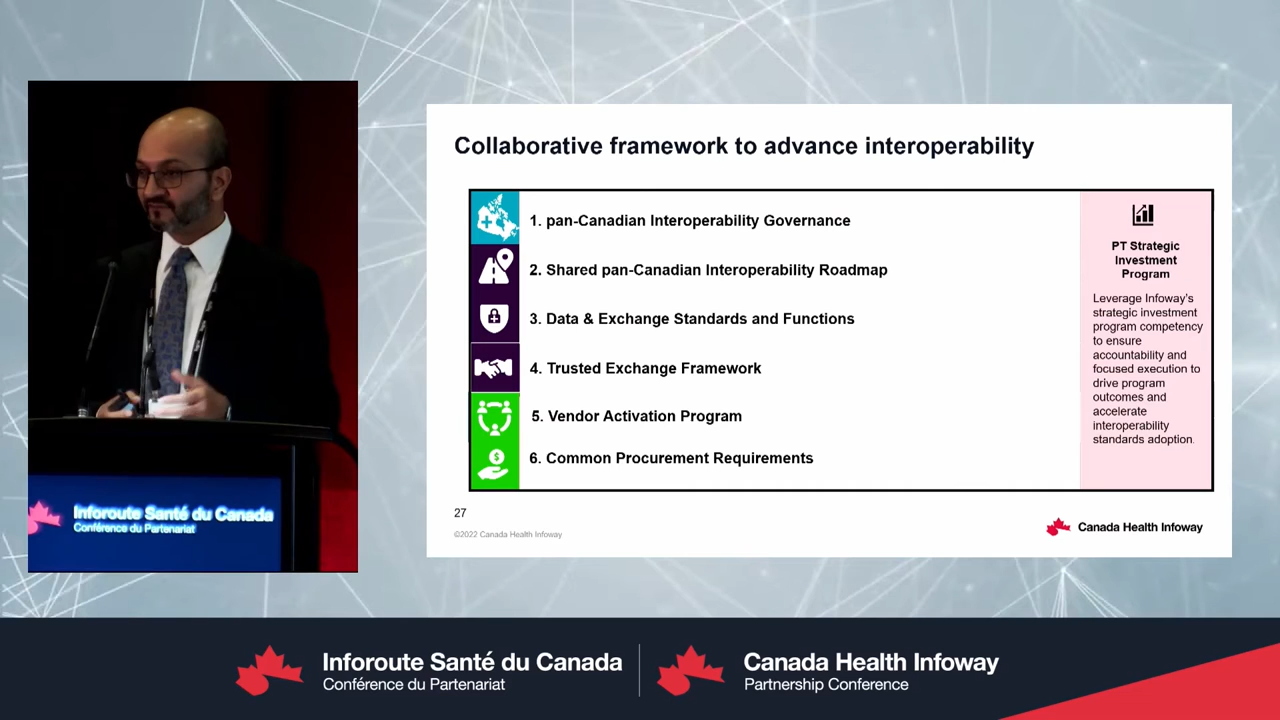 Collaborative framework to advance interoperability
1. pan-Canadian Interoperability Governance
2. Shared pan-Canadian Interoperability Roadmap
3. Data & Exchange Standards and Functions
4. Trusted Exchange Framework
5. Vendor Activation Program
6. Common Procurement Requirements
PT Strategic
Investment
Program
Leverage Infoway's
strategic investment
program competency
to ensure
accountability and
focused execution to
drive program
outcomes and
accelerate
interoperability
standards adoption.
27
©2022 Canada Health Infoway
Canada Health Infoway
Inforoute Santé du Canada
Conférence du Partenariat
Inforoute Santé du Canada
Conférence du Partenariat
Canada Health Infoway
Partnership Conference